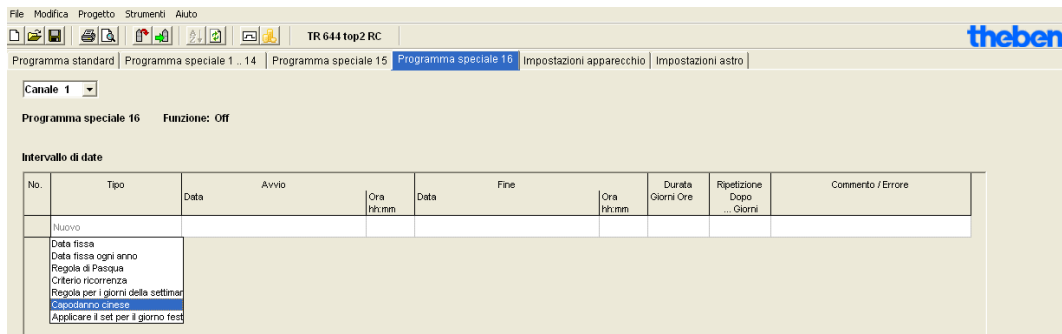 File Modifica Progetto Strumenti Aiuto
TR 644 top2 RC
theben
Programma standard Programma speciale 1 .. 14 Programma speciale 15 Programma speciale 16 Impostazioni apparecchio Impostazioni astro
Canale 1
Programma speciale 16 Funzione: Off
Intervallo di date
No. Tipo Avvio Fine Durata Ripetizione Commento / Errore
Data Ora Data Ora Giorni Ore Dopo
hh:mm hh:mm ... Giorni
Nuovo
Data fissa
Data fissa ogni anno
Regola di Pasqua
Criterio ricorrenza
Regola per i giorni della settimar
Capodanno cinese
Applicare il set per il giorno fest